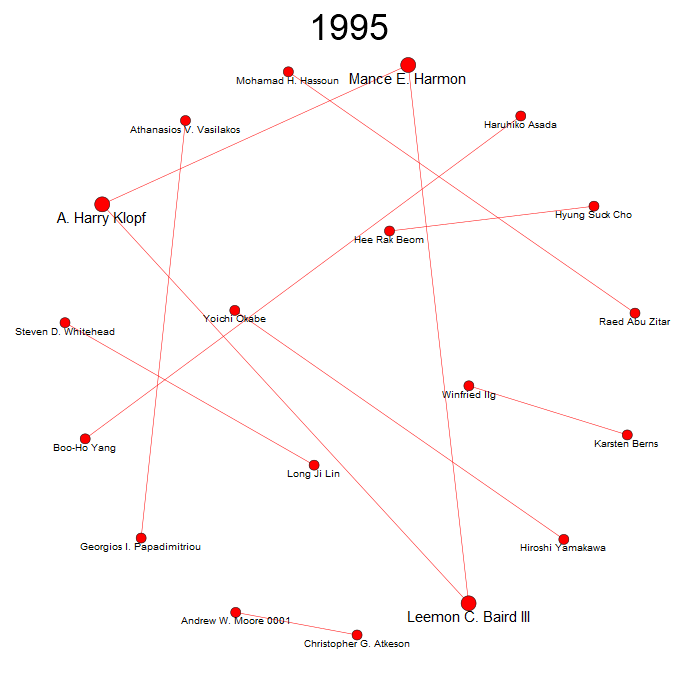 1995
Mohamad H. Hassoun
Mance E. Harmon
Athanasios V. Vasilakos
Haruhiko Asada
A. Harry Klopf
Hyung Suck Cho
Hee Rak Beom
Yoichi Okabe
Raed Abu Zitar
Steven D. Whitehead
Winfried Ilg
Karsten Berns
Boo-Ho Yang
Long Ji Lin
Georgios I. Papadimitriou
Hiroshi Yamakawa
Leemon C. Baird III
Andrew W. Moore 0001
Christopher G. Atkeson